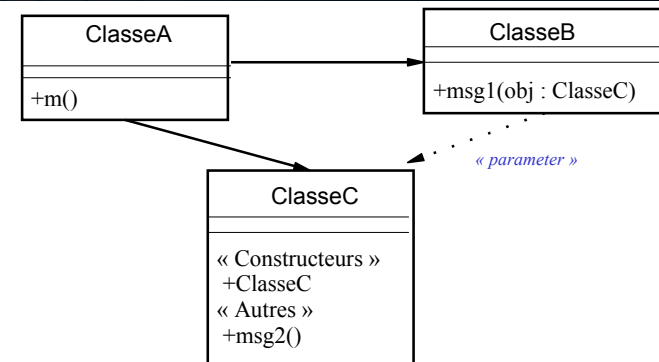 ClasseA
+m()
ClasseB
+msg1(obj : ClasseC)
« parameter »
ClasseC
« Constructeurs »
+ClasseC
« Autres »
+msg2()